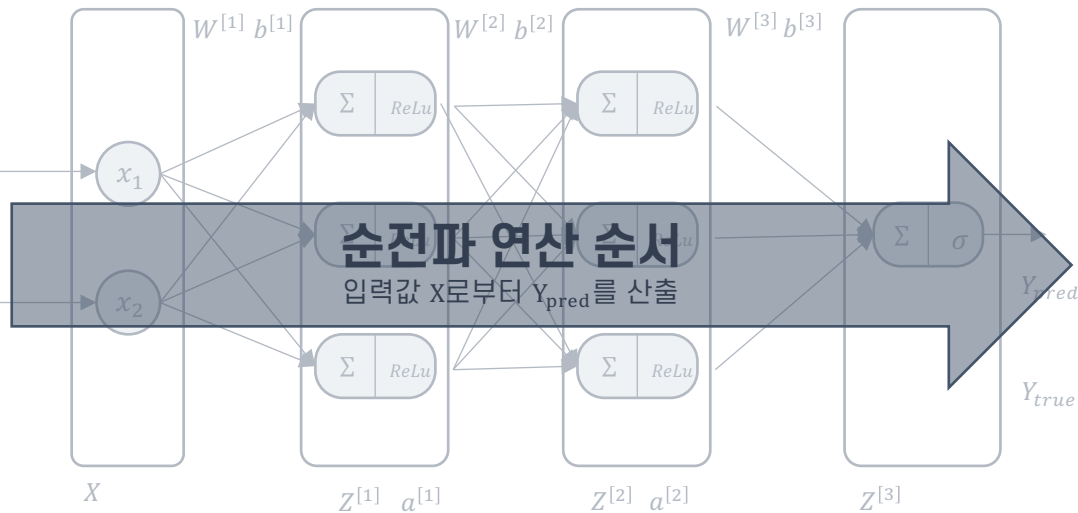 W^[1] b^[1]
W^[2] b^[2]
W^[3] b^[3]
Σ ReLu
Σ ReLu
x_1
순전파 연산 순서
Σ ReLu
Σ ReLu
Σ σ
입력값 X로부터 Y_pred를 산출
x_2
Y_pred
Σ ReLu
Σ ReLu
Y_true
X
Z^[1] a^[1]
Z^[2] a^[2]
Z^[3]